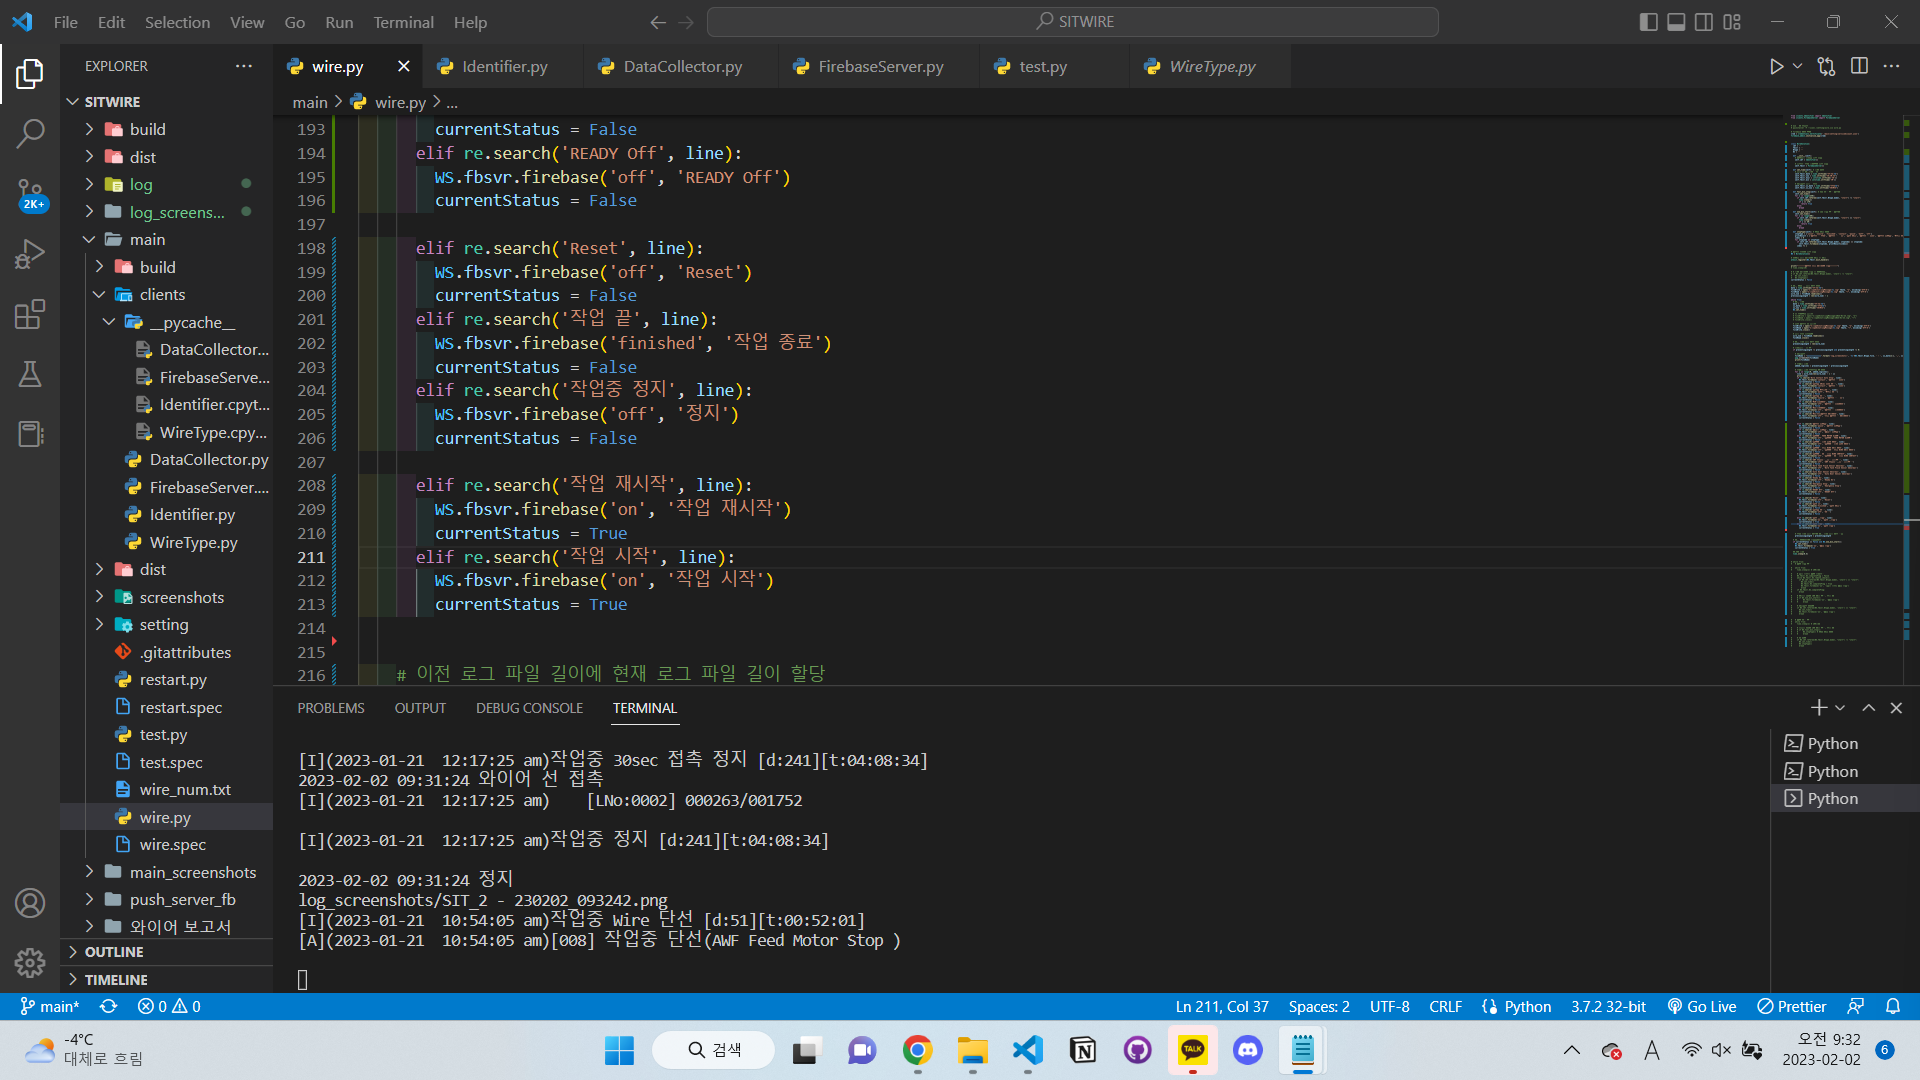 File Edit Selection View Go Run Terminal Help
SITWIRE
EXPLORER
wire.py
Identifier.py
DataCollector.py
FirebaseServer.py
test.py
WireType.py
SITWIRE
build
dist
log
log_screens...
main
build
clients
__pycache__
DataCollector...
FirebaseServe...
Identifier.cpyt...
WireType.cpy...
DataCollector.py
FirebaseServer....
Identifier.py
WireType.py
dist
screenshots
setting
.gitattributes
restart.py
restart.spec
test.py
test.spec
wire_num.txt
wire.py
wire.spec
main_screenshots
push_server_fb
와이어 보고서
OUTLINE
TIMELINE
2K+
main > wire.py > ...
193 currentStatus = False
194 elif re.search('READY Off', line):
195 WS.fbsvr.firebase('off', 'READY Off')
196 currentStatus = False
197
198 elif re.search('Reset', line):
199 WS.fbsvr.firebase('off', 'Reset')
200 currentStatus = False
201 elif re.search('작업 끝', line):
202 WS.fbsvr.firebase('finished', '작업 종료')
203 currentStatus = False
204 elif re.search('작업중 정지', line):
205 WS.fbsvr.firebase('off', '정지')
206 currentStatus = False
207
208 elif re.search('작업 재시작', line):
209 WS.fbsvr.firebase('on', '작업 재시작')
210 currentStatus = True
211 elif re.search('작업 시작', line):
212 WS.fbsvr.firebase('on', '작업 시작')
213 currentStatus = True
214
215
216 # 이전 로그 파일 길이에 현재 로그 파일 길이 할당
PROBLEMS OUTPUT DEBUG CONSOLE TERMINAL
[I](2023-01-21 12:17:25 am)작업중 30sec 접촉 정지 [d:241][t:04:08:34]
2023-02-02 09:31:24 와이어 선 접촉
[I](2023-01-21 12:17:25 am) [LNo:0002] 000263/001752
[I](2023-01-21 12:17:25 am)작업중 정지 [d:241][t:04:08:34]
2023-02-02 09:31:24 정지
log_screenshots/SIT_2 - 230202_093242.png
[I](2023-01-21 10:54:05 am)작업중 Wire 단선 [d:51][t:00:52:01]
[A](2023-01-21 10:54:05 am)[008] 작업중 단선(AWF Feed Motor Stop )
Python
Python
Python
main* 0 0 Ln 211, Col 37 Spaces: 2 UTF-8 CRLF Python 3.7.2 32-bit Go Live Prettier
-4°C
대체로 흐림
검색
TALK
A
오전 9:32
2023-02-02
6